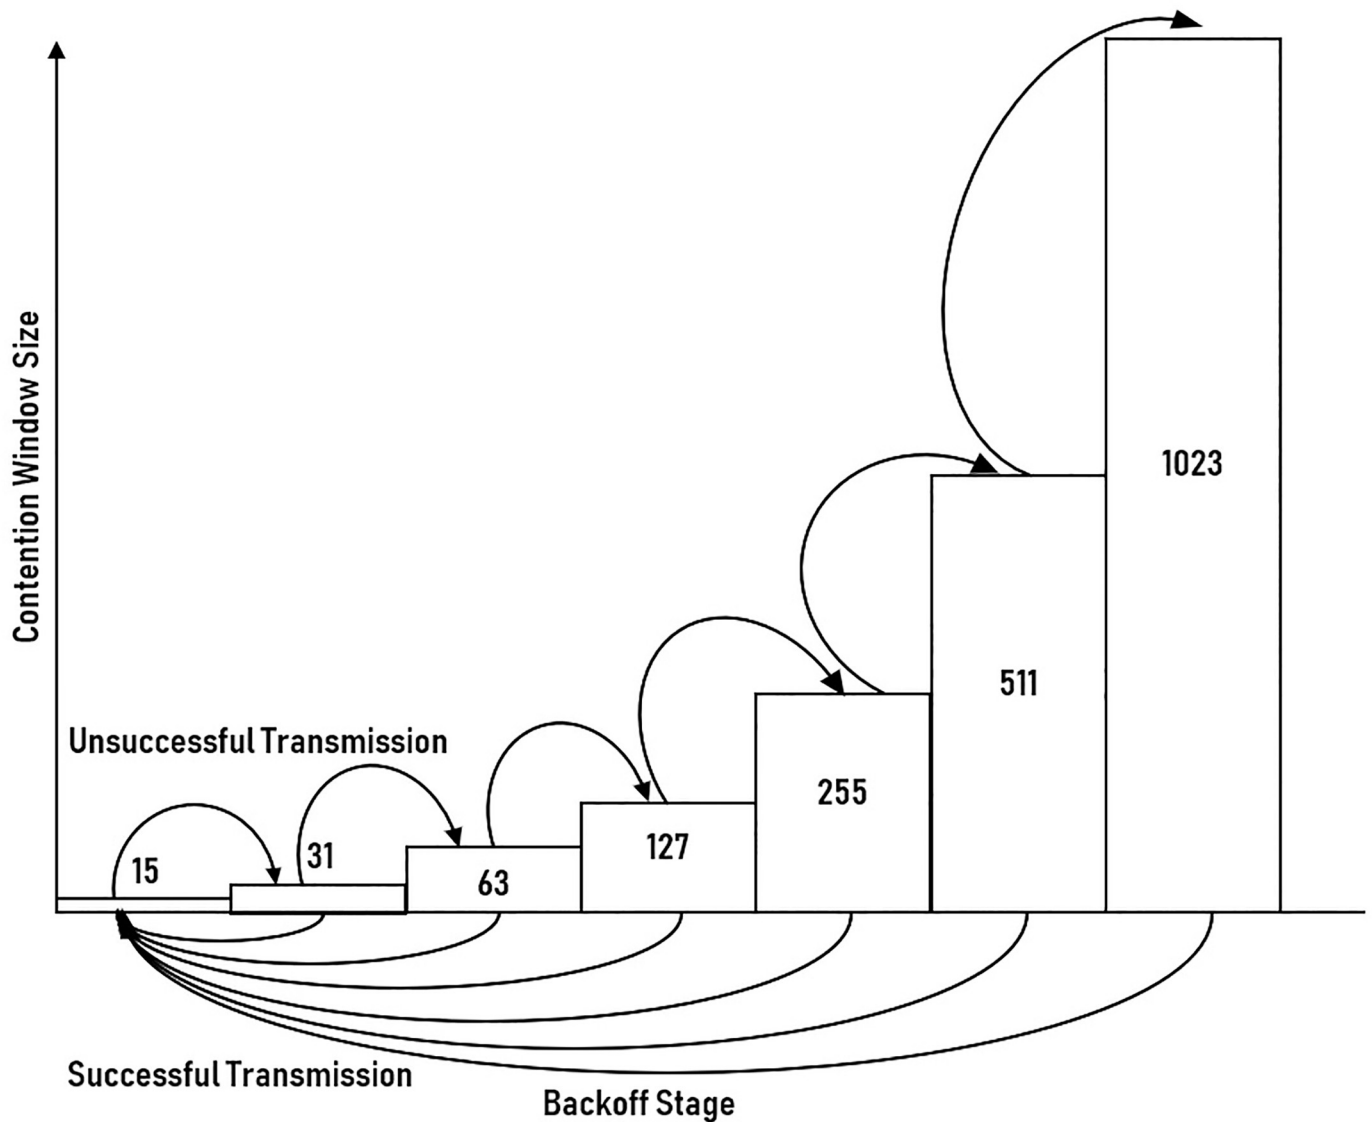 Contention Window Size
1023
511
255
127
63
31
15
Unsuccessful Transmission
Successful Transmission
Backoff Stage